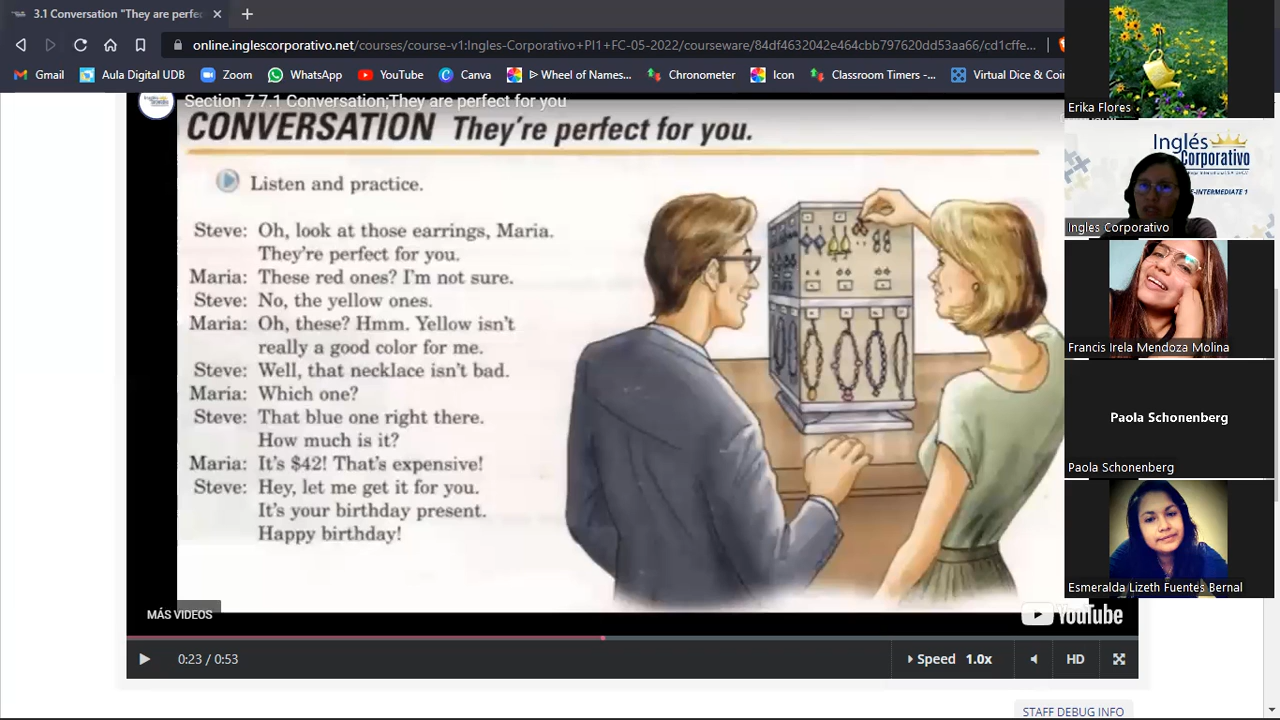 3.1 Conversation "They are perfe
online.inglescorporativo.net/courses/course-v1:Ingles-Corporativo+PI1+FC-05-2022/courseware/84df4632042e464cbb797620dd53aa66/cd1cffe...
Gmail
Aula Digital UDB
Zoom
WhatsApp
YouTube
Canva
Wheel of Names...
Chronometer
Icon
Classroom Timers -...
Virtual Dice & Coi
Section 7 7.1 Conversation;They are perfect for you
CONVERSATION They're perfect for you.
Listen and practice.
Steve: Oh, look at those earrings, Maria.
They're perfect for you.
Maria: These red ones? I'm not sure.
Steve: No, the yellow ones.
Maria: Oh, these? Hmm. Yellow isn't
really a good color for me.
Steve: Well, that necklace isn't bad.
Maria: Which one?
Steve: That blue one right there.
How much is it?
Maria: It's $42! That's expensive!
Steve: Hey, let me get it for you.
It's your birthday present.
Happy birthday!
MÁS VIDEOS
YouTube
0:23 / 0:53
Speed 1.0x
HD
STAFF DEBUG INFO
Erika Flores
Inglés
Corporativo
E-INTERMEDIATE 1
Ingles Corporativo
Francis Irela Mendoza Molina
Paola Schonenberg
Paola Schonenberg
Esmeralda Lizeth Fuentes Bernal